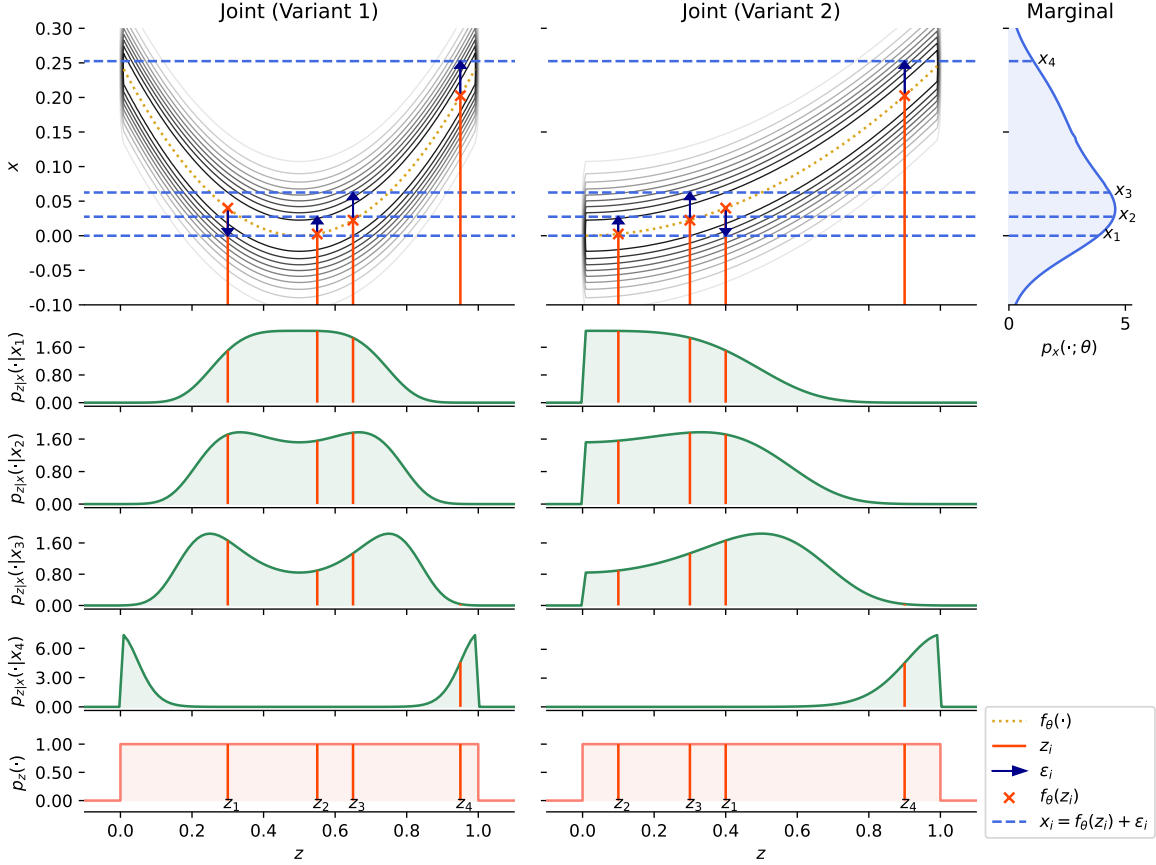 Joint (Variant 1)
Joint (Variant 2)
Marginal
0.30
0.25
0.20
0.15
0.10
0.05
0.00
-0.05
-0.10
x
x₄
x₃
x₂
x₁
0 5
pₓ(·; θ)
1.60
0.80
0.00
p_{z|x}(·|x₁)
1.60
0.80
0.00
p_{z|x}(·|x₂)
1.60
0.80
0.00
p_{z|x}(·|x₃)
6.00
3.00
0.00
p_{z|x}(·|x₄)
1.00
0.50
0.00
p_z(·)
z₁ z₂ z₃ z₄
z₂ z₃ z₁ z₄
0.0 0.2 0.4 0.6 0.8 1.0
0.0 0.2 0.4 0.6 0.8 1.0
z
z
f_θ(·)
z_i
ε_i
f_θ(z_i)
x_i = f_θ(z_i) + ε_i